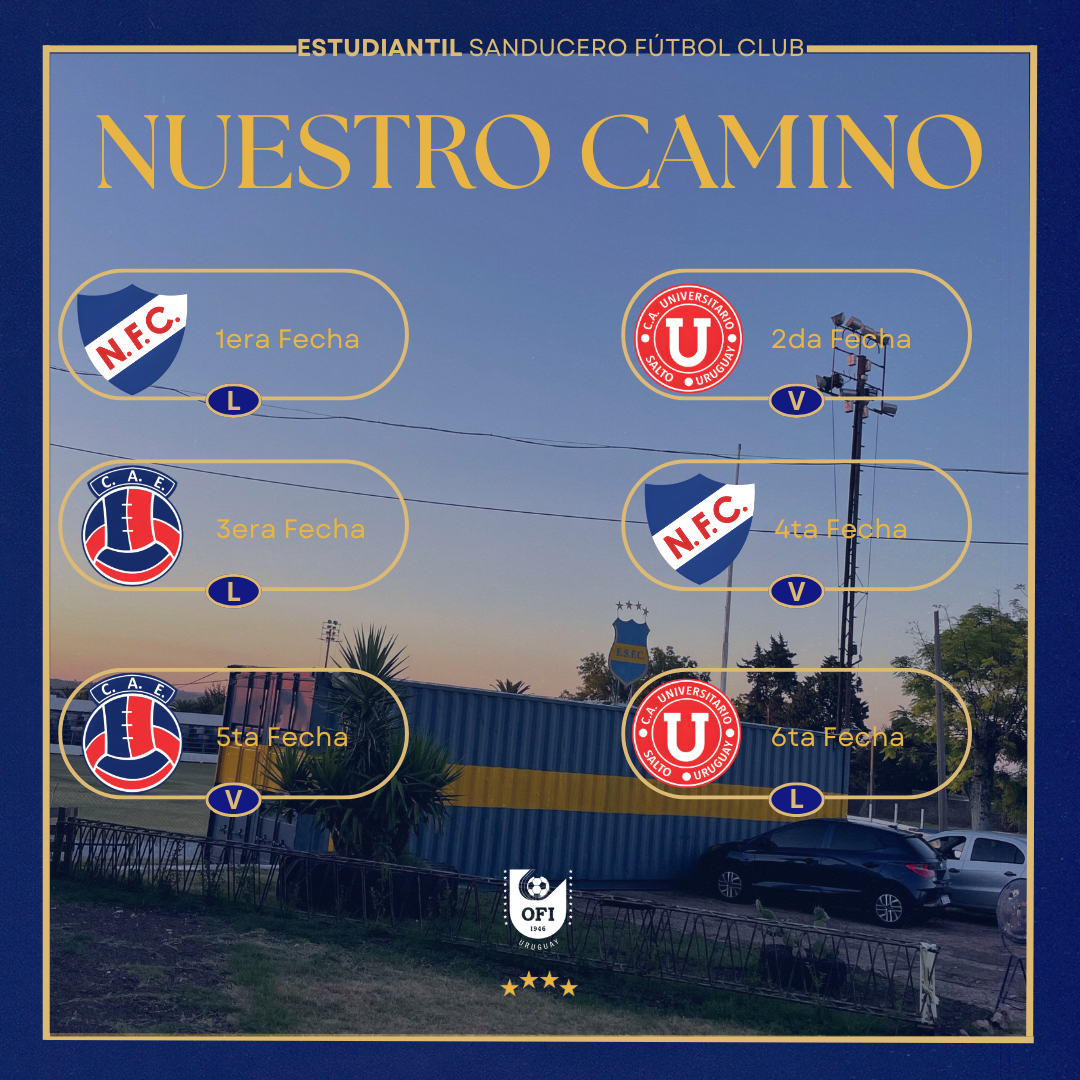 ESTUDIANTIL SANDUCERO FÚTBOL CLUB
NUESTRO CAMINO
N.F.C.
1era Fecha
L
C.A. UNIVERSITARIO
U
SALTO URUGUAY
2da Fecha
V
C. A. E.
3era Fecha
L
N.F.C.
4ta Fecha
V
E.S.F.C.
C. A. E.
5ta Fecha
V
C.A. UNIVERSITARIO
U
SALTO URUGUAY
6ta Fecha
L
OFI
1946
URUGUAY